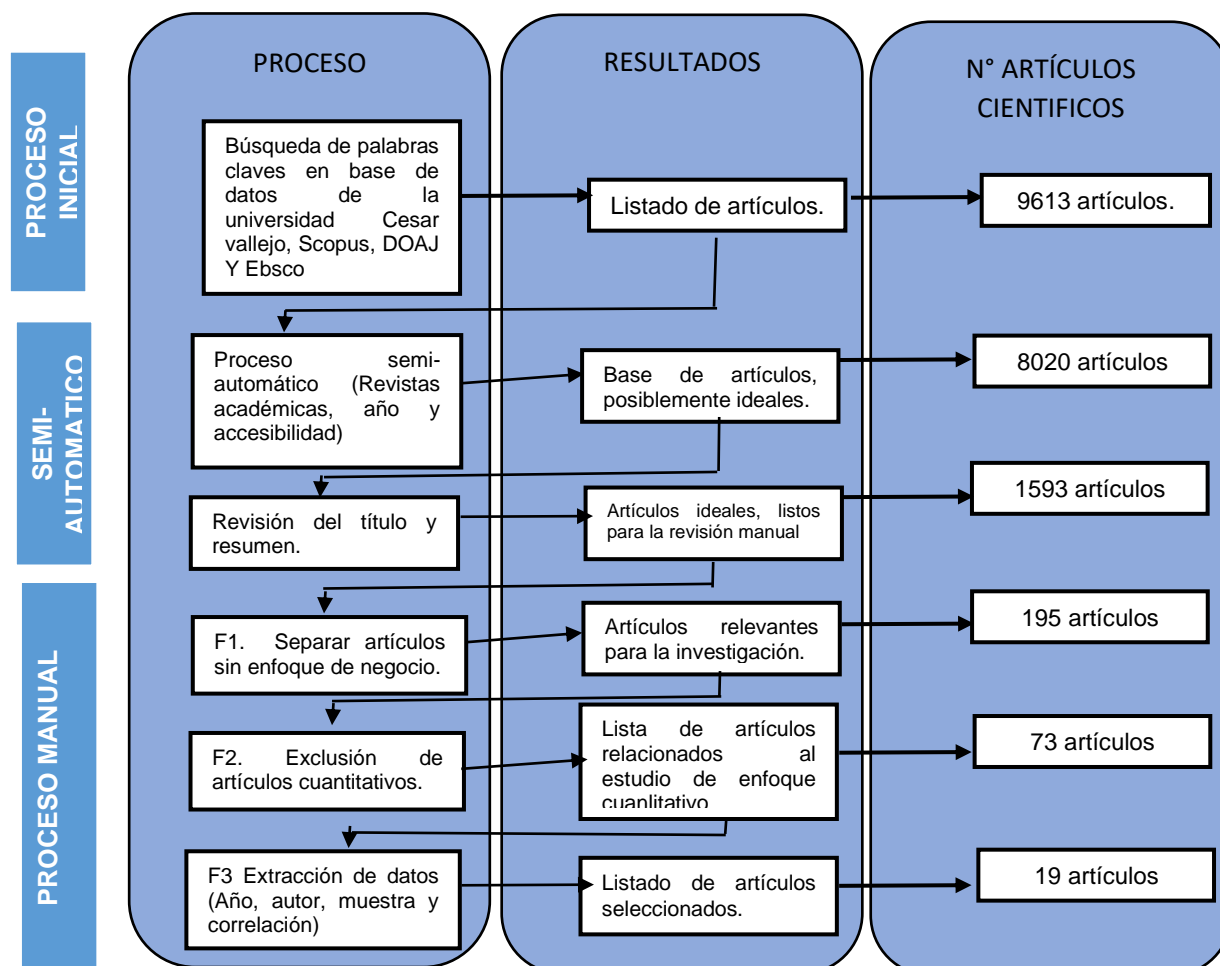 PROCESO
RESULTADOS
N° ARTÍCULOS
CIENTIFICOS
PROCESO
INICIAL
Búsqueda de palabras
claves en base de
datos de la
universidad Cesar
vallejo, Scopus, DOAJ
Y Ebsco
Listado de artículos.
9613 artículos.
SEMI-
AUTOMATICO
Proceso semi-
automático (Revistas
académicas, año y
accesibilidad)
Base de artículos,
posiblemente ideales.
8020 artículos
Revisión del título y
resumen.
Artículos ideales, listos
para la revisión manual
1593 artículos
PROCESO MANUAL
F1. Separar artículos
sin enfoque de negocio.
Artículos relevantes
para la investigación.
195 artículos
F2. Exclusión de
artículos cuantitativos.
Lista de artículos
relacionados al
estudio de enfoque
cuanlitativo
73 artículos
F3 Extracción de datos
(Año, autor, muestra y
correlación)
Listado de artículos
seleccionados.
19 artículos